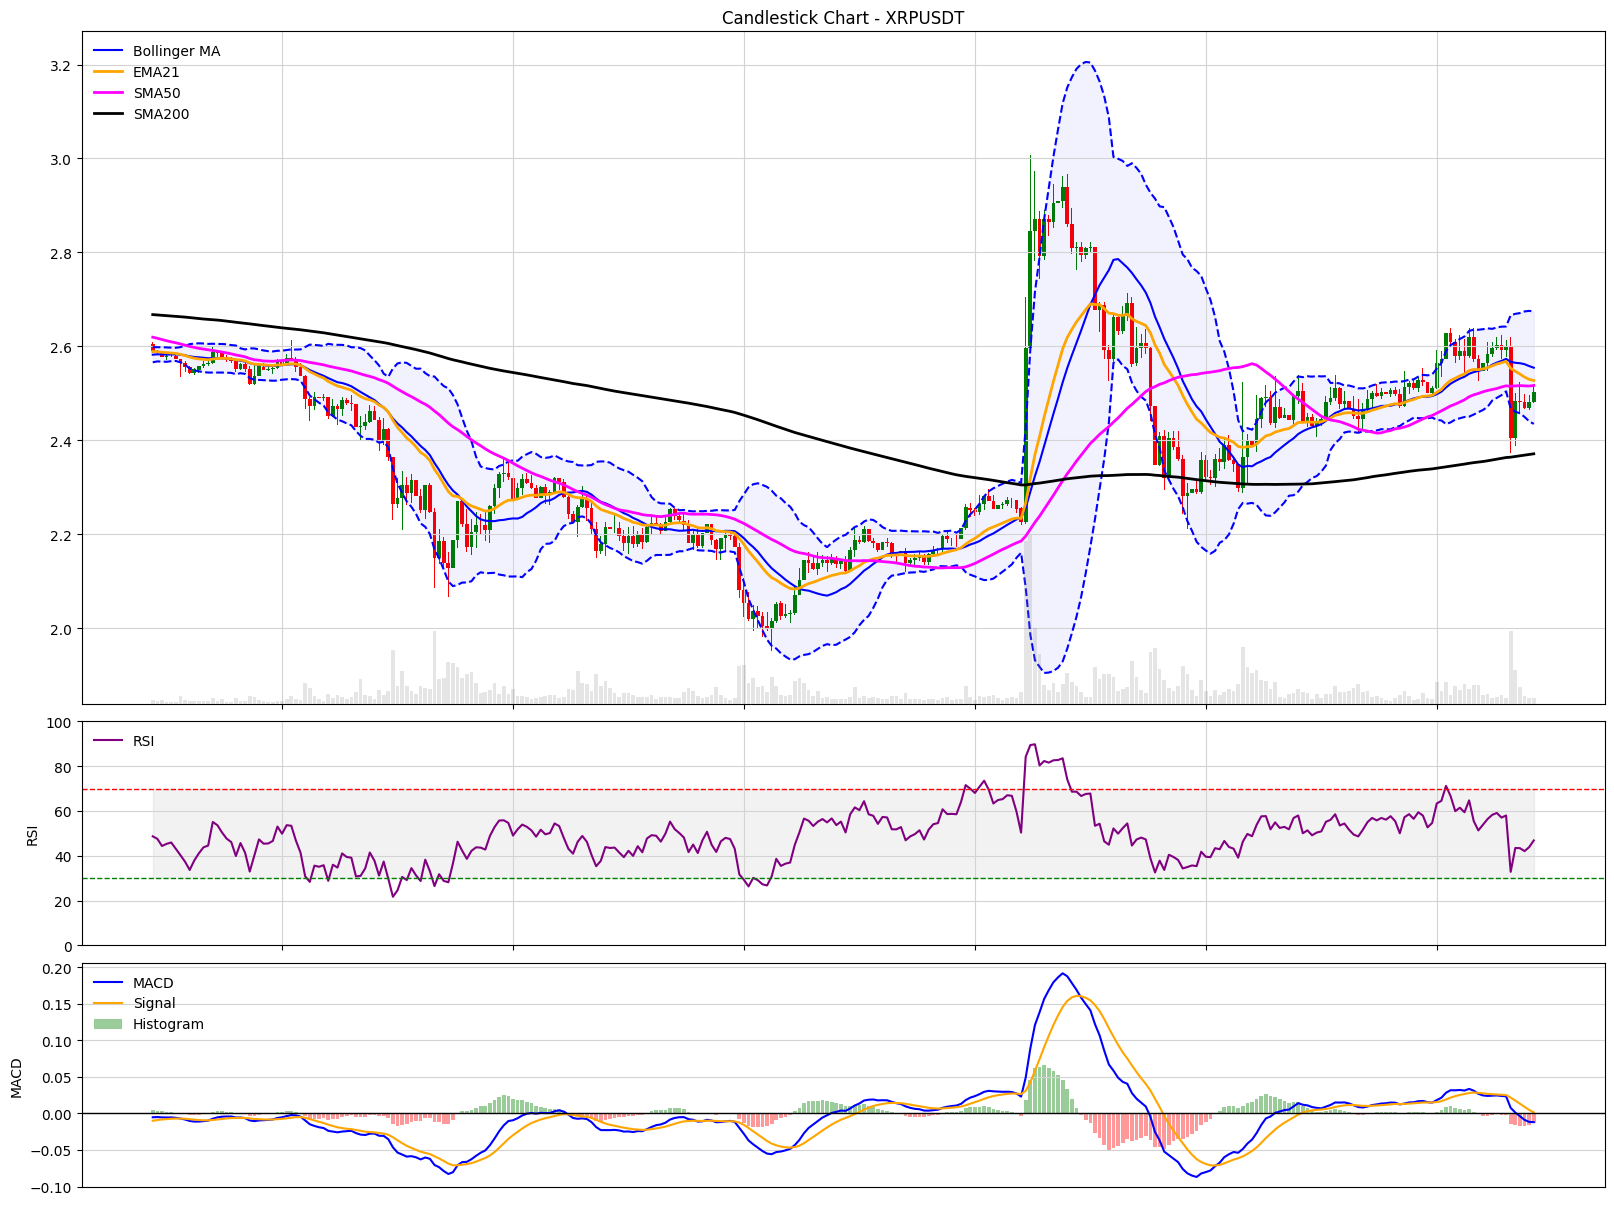 Candlestick Chart - XRPUSDT
Bollinger MA
EMA21
SMA50
SMA200
3.2
3.0
2.8
2.6
2.4
2.2
2.0
RSI
RSI
100
80
60
40
20
0
MACD
Signal
Histogram
MACD
0.20
0.15
0.10
0.05
0.00
−0.05
−0.10